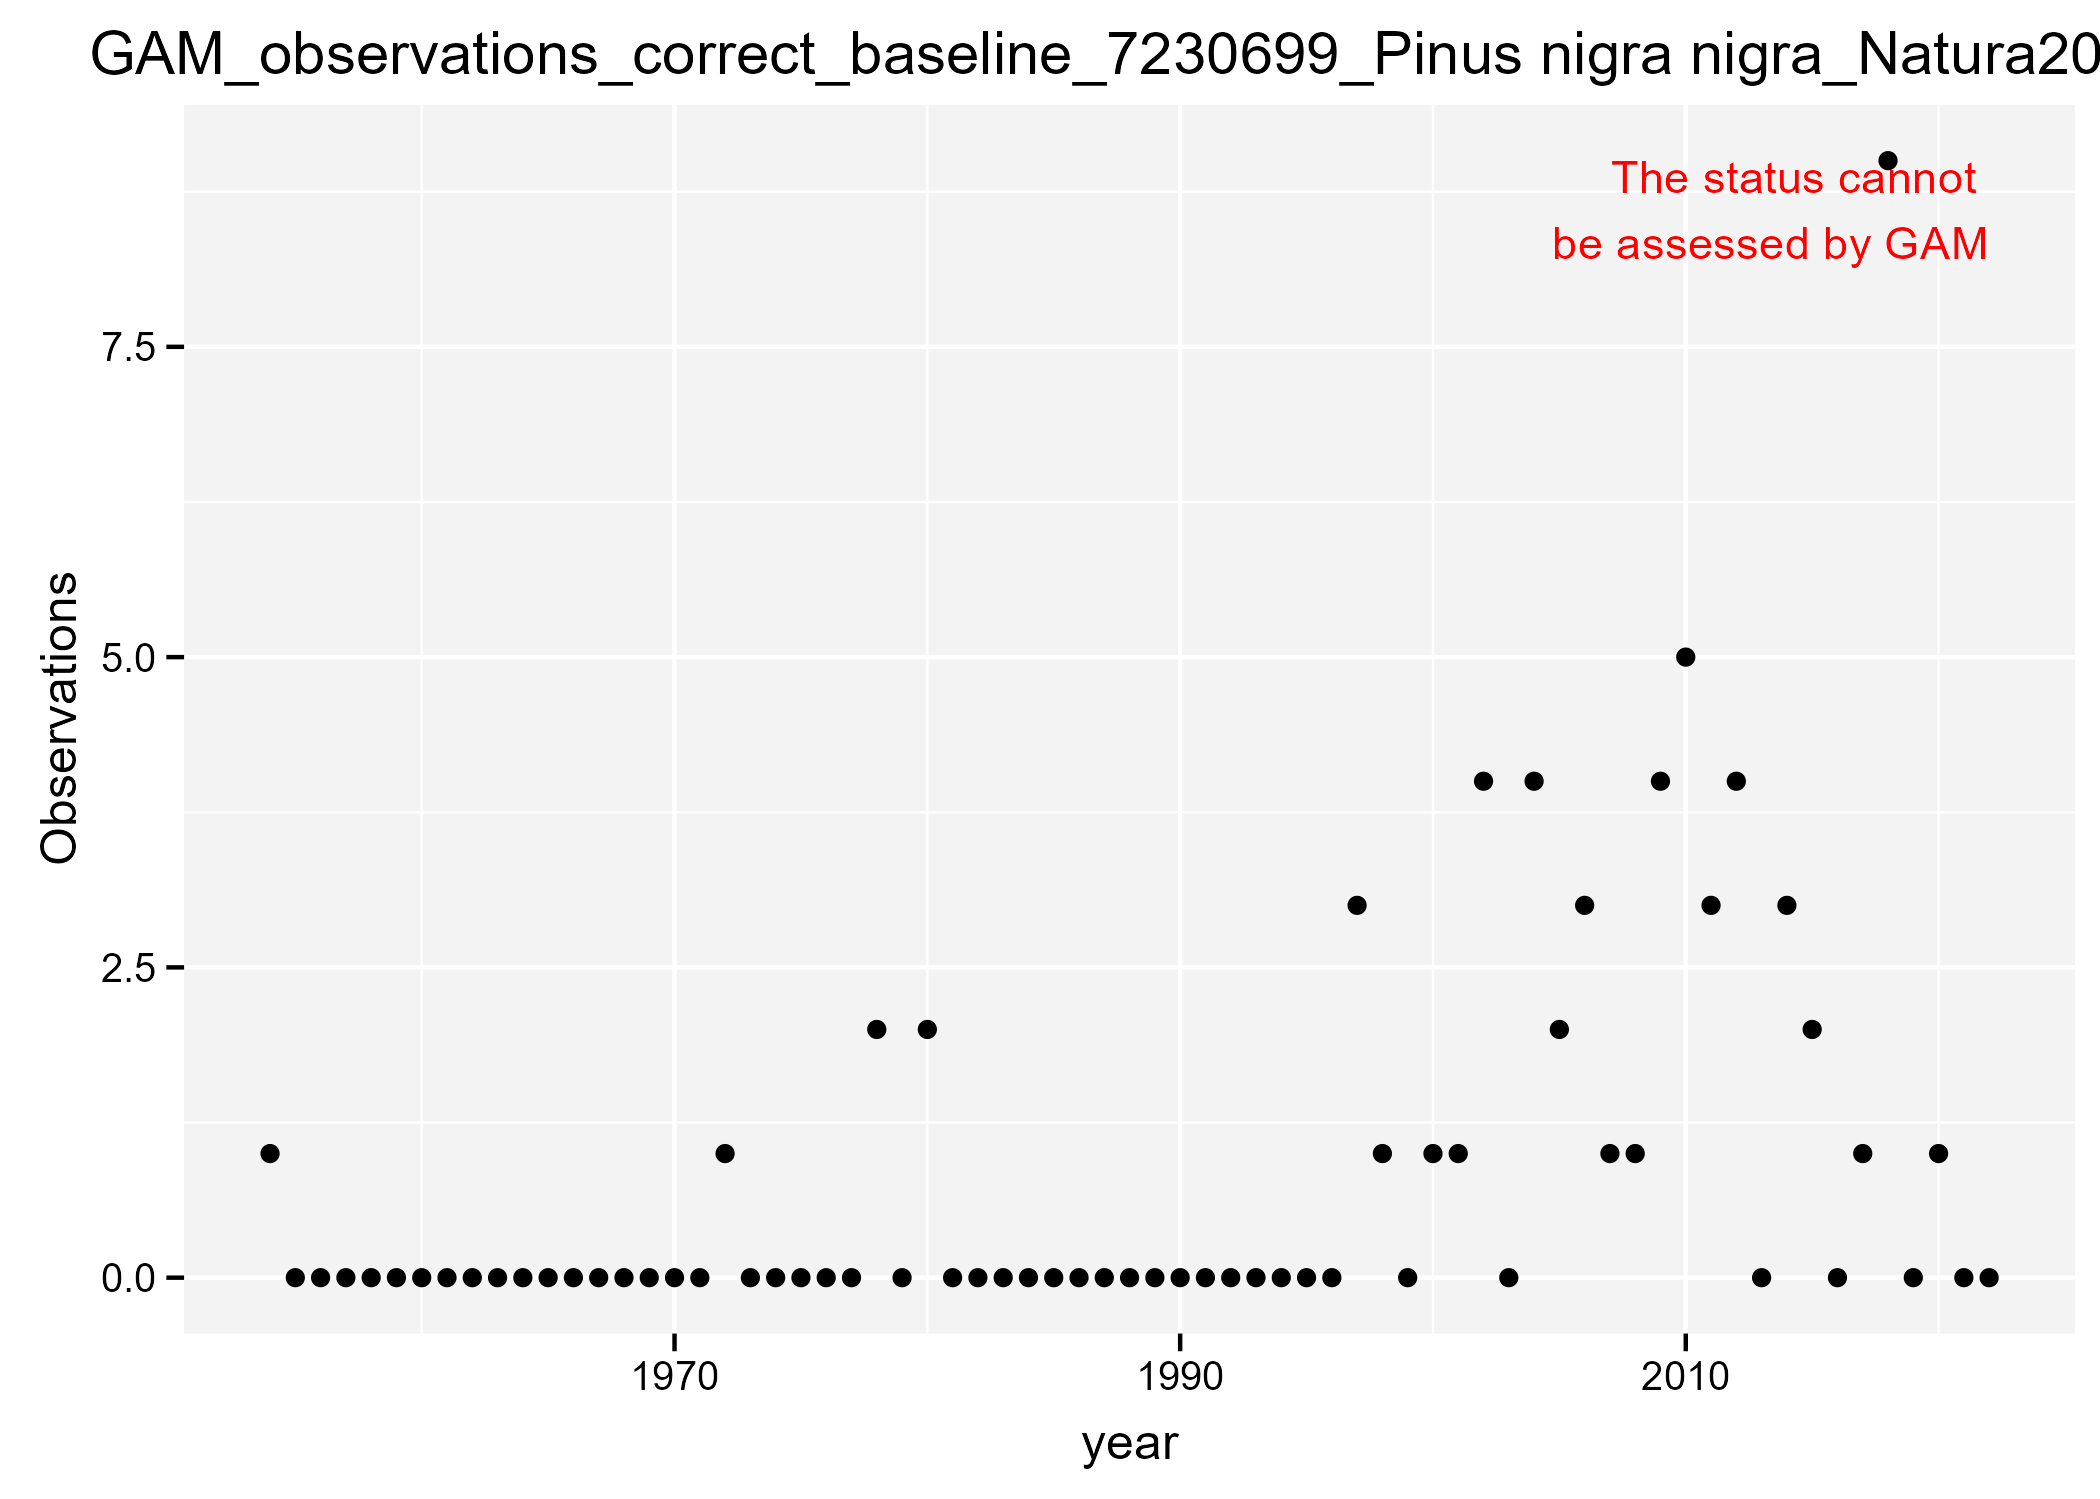 GAM_observations_correct_baseline_7230699_Pinus nigra nigra_Natura20
The status cannot
be assessed by GAM
7.5
5.0
2.5
0.0
Observations
1970 1990 2010
year